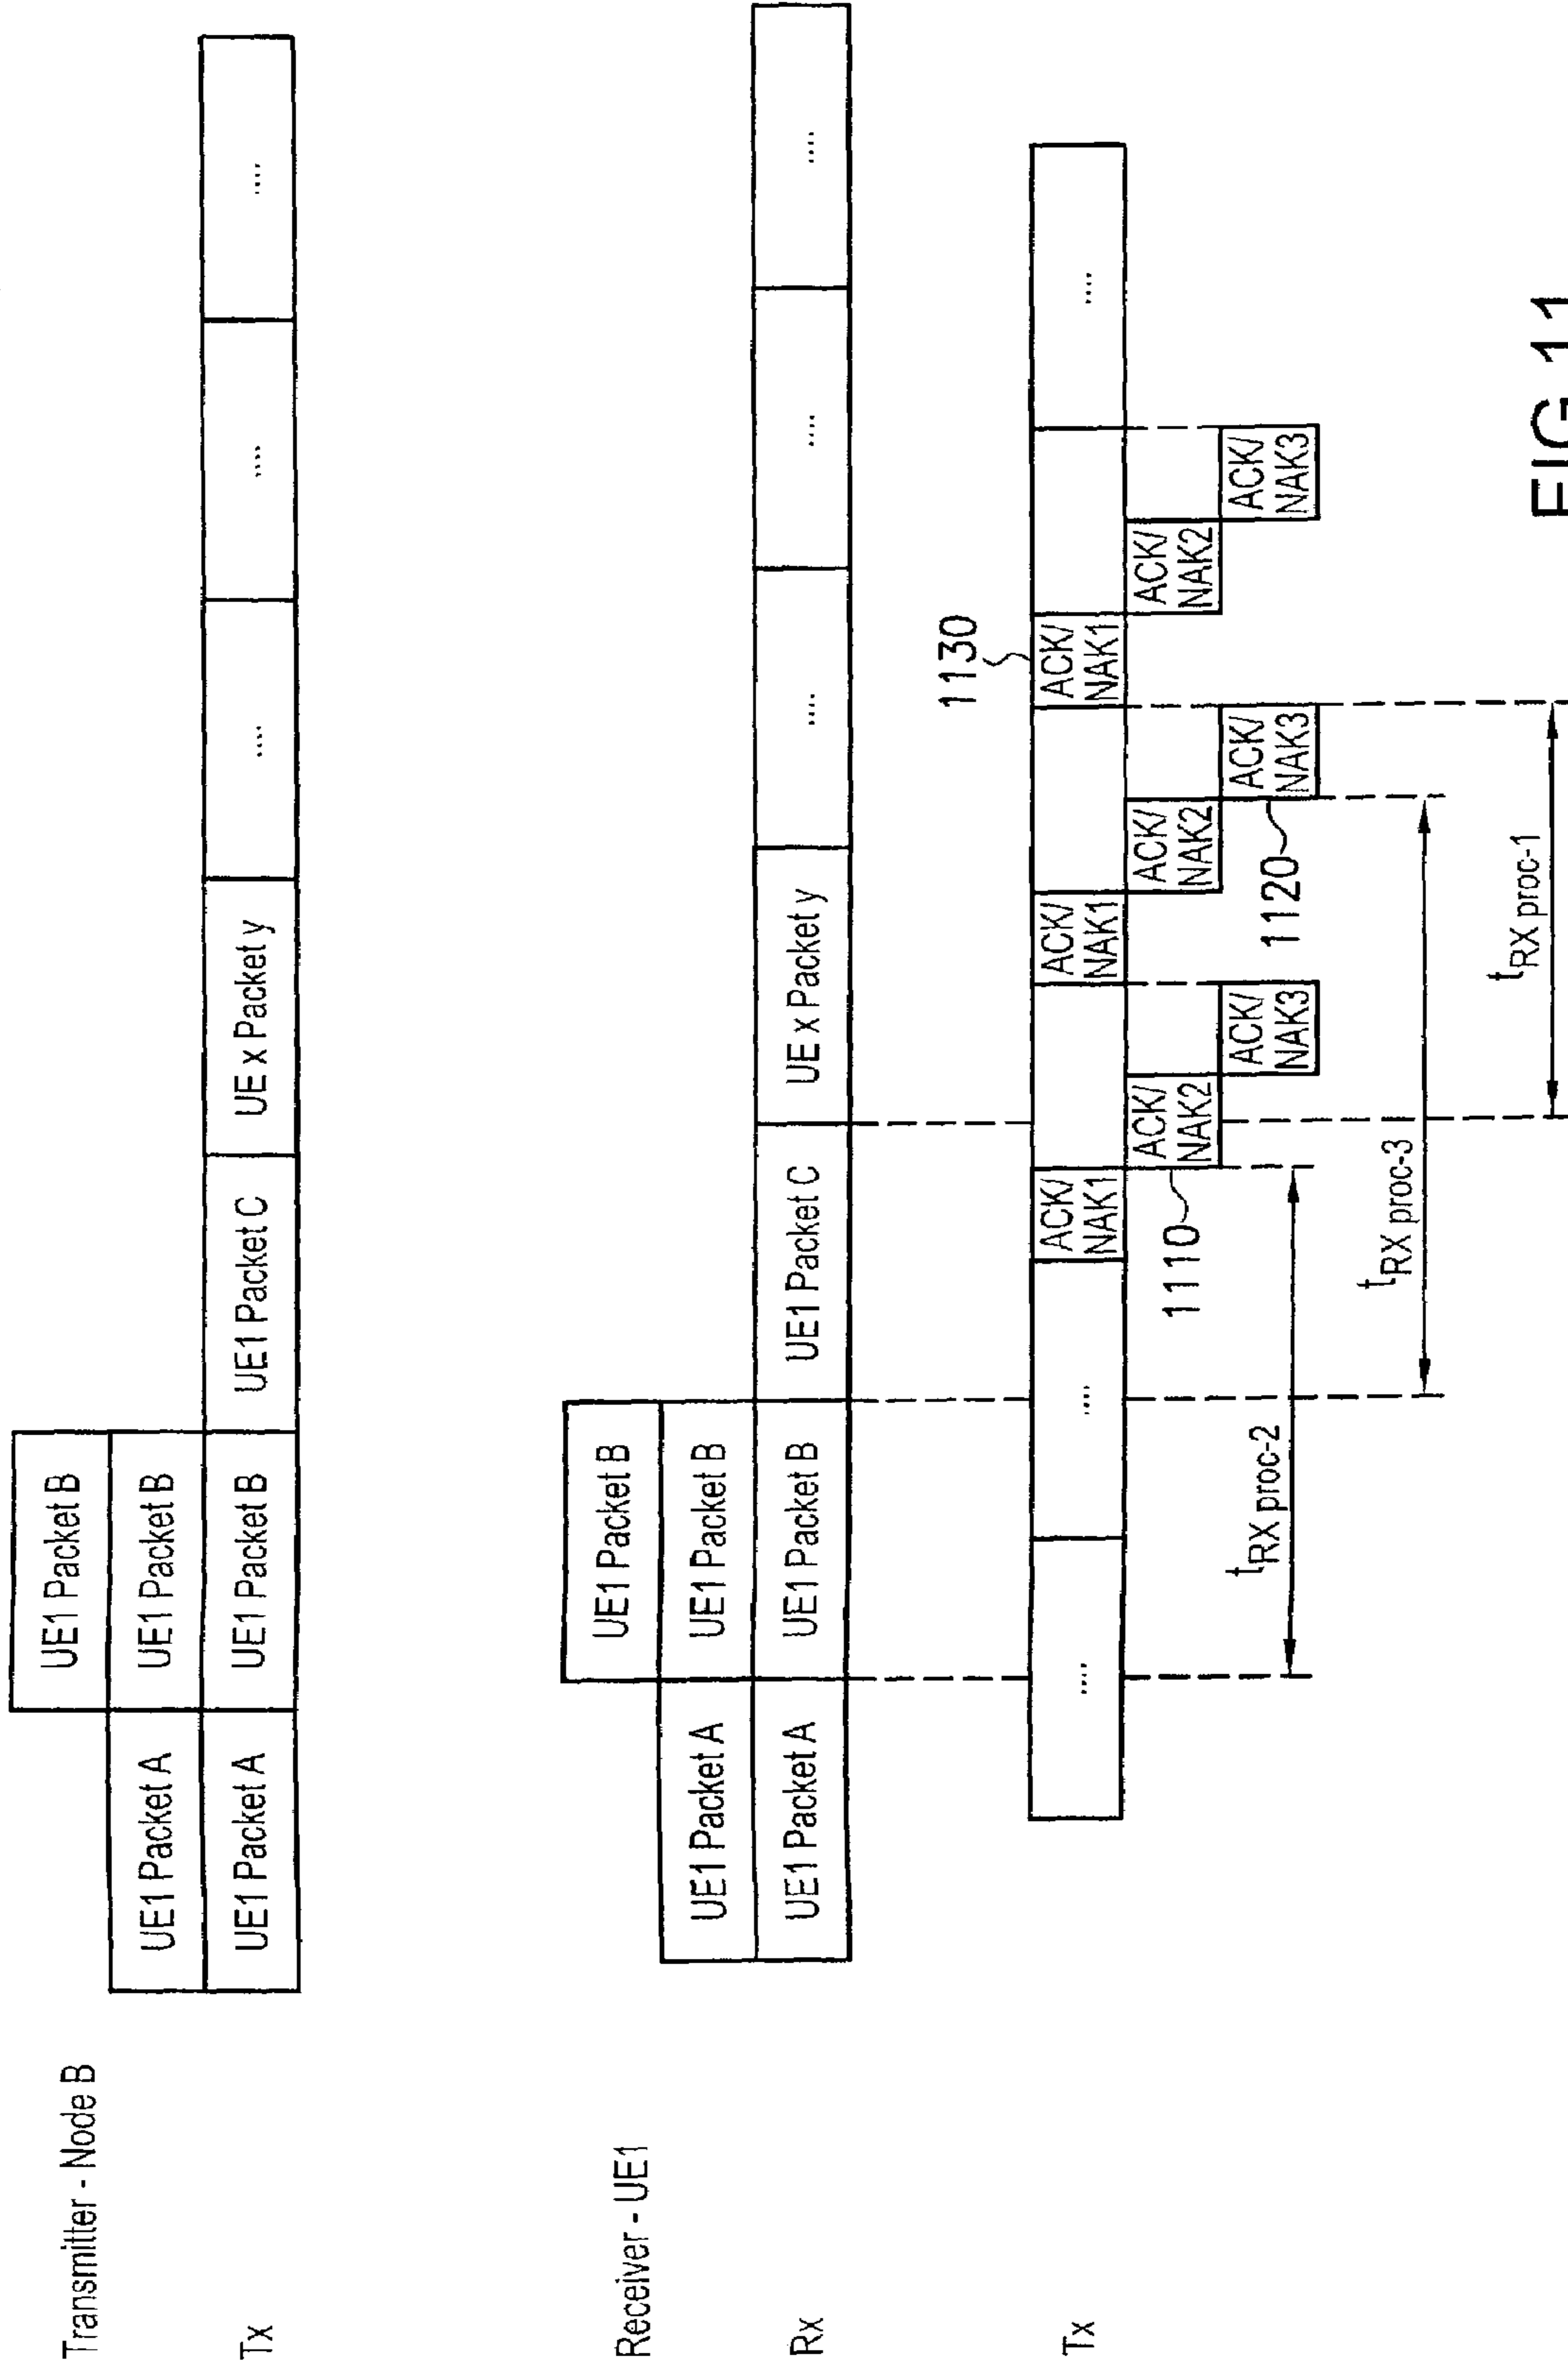 Transmitter - Node B
UE1 Packet B
UE1 Packet A UE1 Packet B
Tx
UE1 Packet A UE1 Packet B UE1 Packet C UE x Packet y .... .... ....
Receiver - UE1
UE1 Packet B
UE1 Packet A UE1 Packet B
Rx
UE1 Packet A UE1 Packet B UE1 Packet C UE x Packet y .... .... ....
1130
Tx
.... .... ACK/ NAK1 ACK/ NAK1 ACK/ NAK1 ....
1110 ACK/ NAK2 ACK/ NAK2 ACK/ NAK2
ACK/ NAK3 1120 ACK/ NAK3 ACK/ NAK3
tRX proc-2
tRX proc-3
tRX proc-1
FIG 11